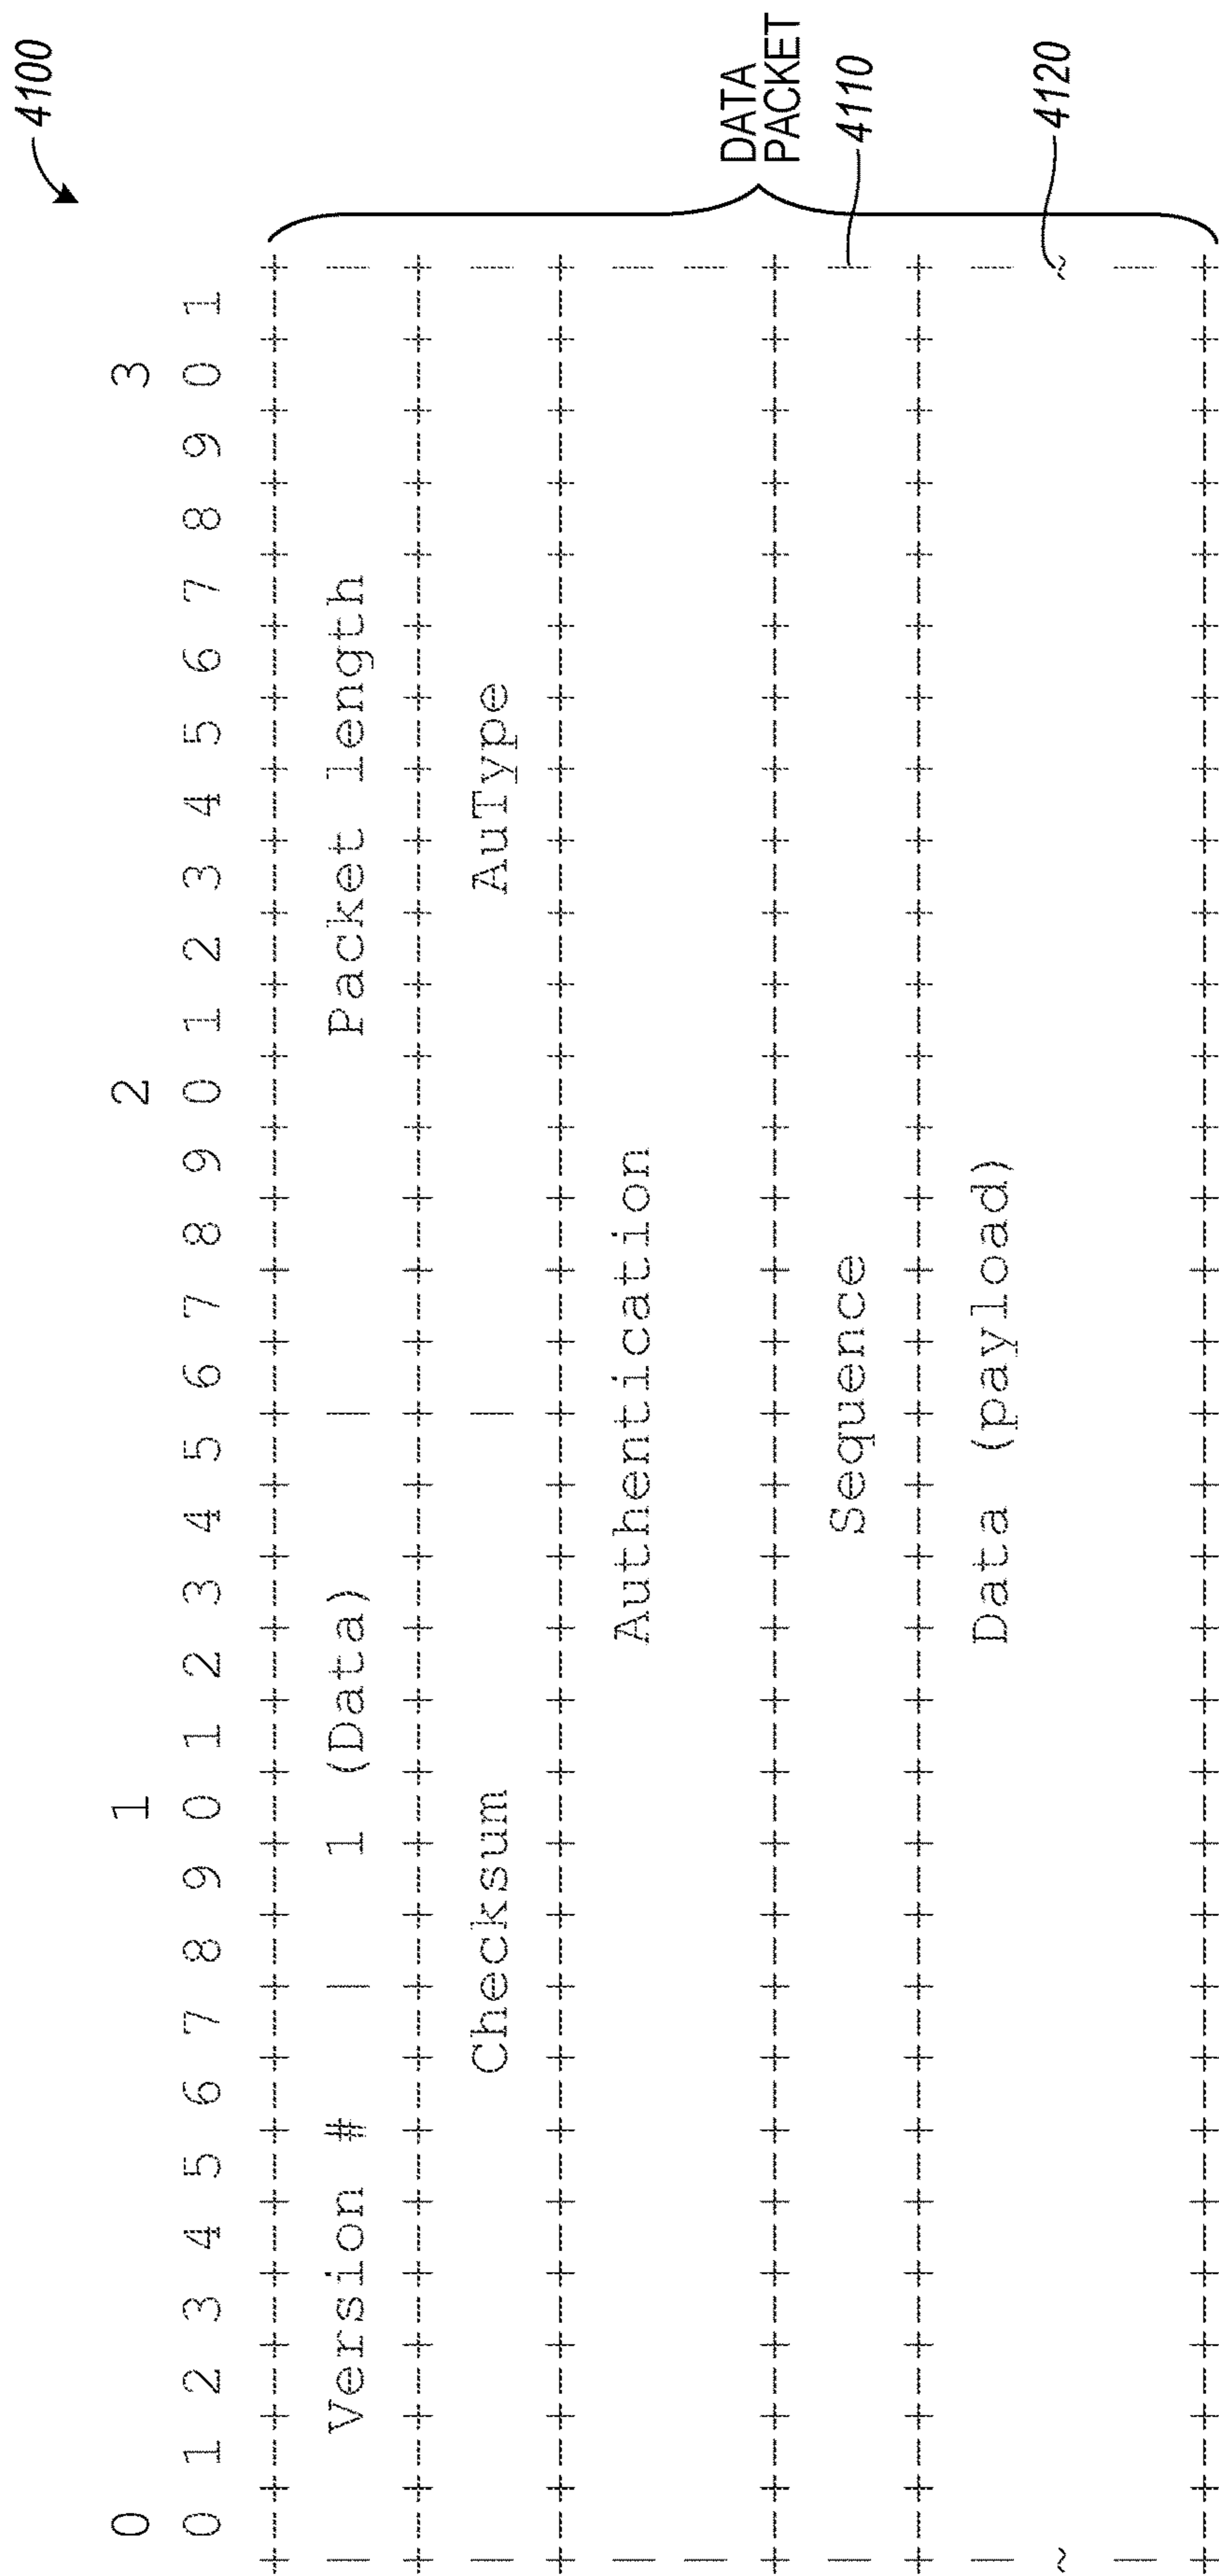 4100
0                   1                   2                   3
0 1 2 3 4 5 6 7 8 9 0 1 2 3 4 5 6 7 8 9 0 1 2 3 4 5 6 7 8 9 0 1
+-+-+-+-+-+-+-+-+-+-+-+-+-+-+-+-+-+-+-+-+-+-+-+-+-+-+-+-+-+-+-+-+
| Version # | 1 (Data) | Packet length |
+-+-+-+-+-+-+-+-+-+-+-+-+-+-+-+-+-+-+-+-+-+-+-+-+-+-+-+-+-+-+-+-+
| Checksum | AuType |
+-+-+-+-+-+-+-+-+-+-+-+-+-+-+-+-+-+-+-+-+-+-+-+-+-+-+-+-+-+-+-+-+
| Authentication |
| |
+-+-+-+-+-+-+-+-+-+-+-+-+-+-+-+-+-+-+-+-+-+-+-+-+-+-+-+-+-+-+-+-+
DATA
PACKET
| Sequence | 4110
+-+-+-+-+-+-+-+-+-+-+-+-+-+-+-+-+-+-+-+-+-+-+-+-+-+-+-+-+-+-+-+-+
| Data (payload) |
~ ~ 4120
| |
+-+-+-+-+-+-+-+-+-+-+-+-+-+-+-+-+-+-+-+-+-+-+-+-+-+-+-+-+-+-+-+-+